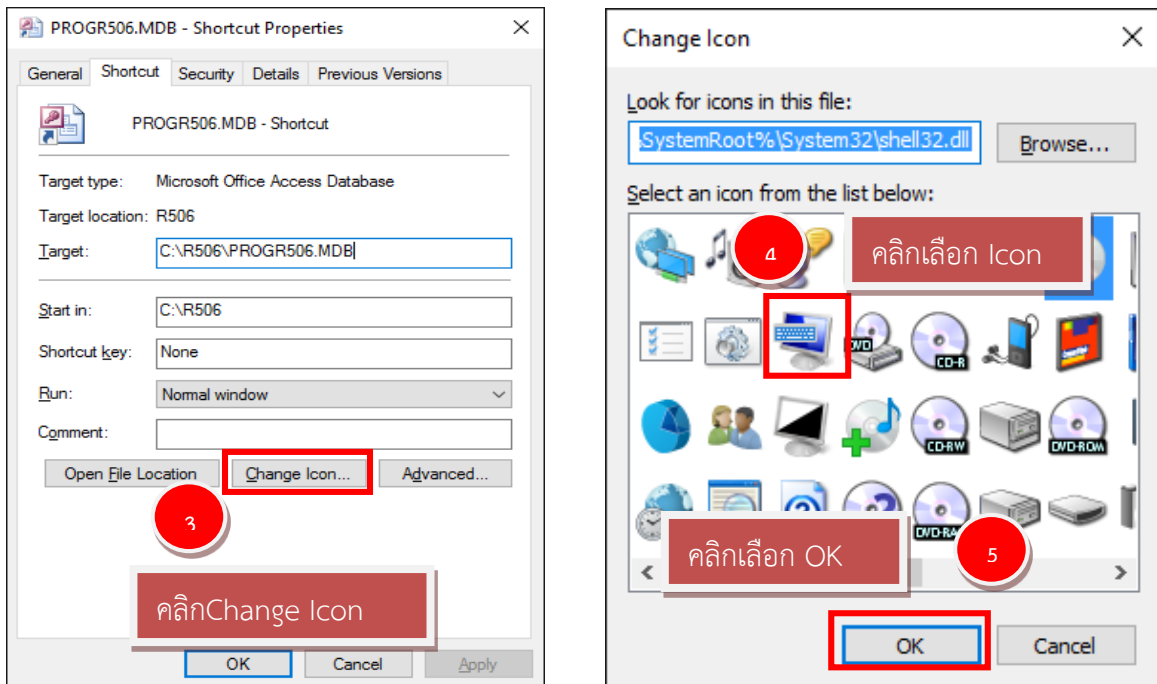 PROGR506.MDB - Shortcut Properties
General Shortcut Security Details Previous Versions
PROGR506.MDB - Shortcut
Target type: Microsoft Office Access Database
Target location: R506
Target: C:\R506\PROGR506.MDB
Start in: C:\R506
Shortcut key: None
Run: Normal window
Comment:
Open File Location Change Icon... Advanced...
3
คลิกChange Icon
OK Cancel Apply
Change Icon
Look for icons in this file:
SystemRoot%\System32\shell32.dll Browse...
Select an icon from the list below:
4 คลิกเลือก Icon
DVD CD-R
CD-RW DVD-ROM
DVD-RA
คลิกเลือก OK 5
OK Cancel